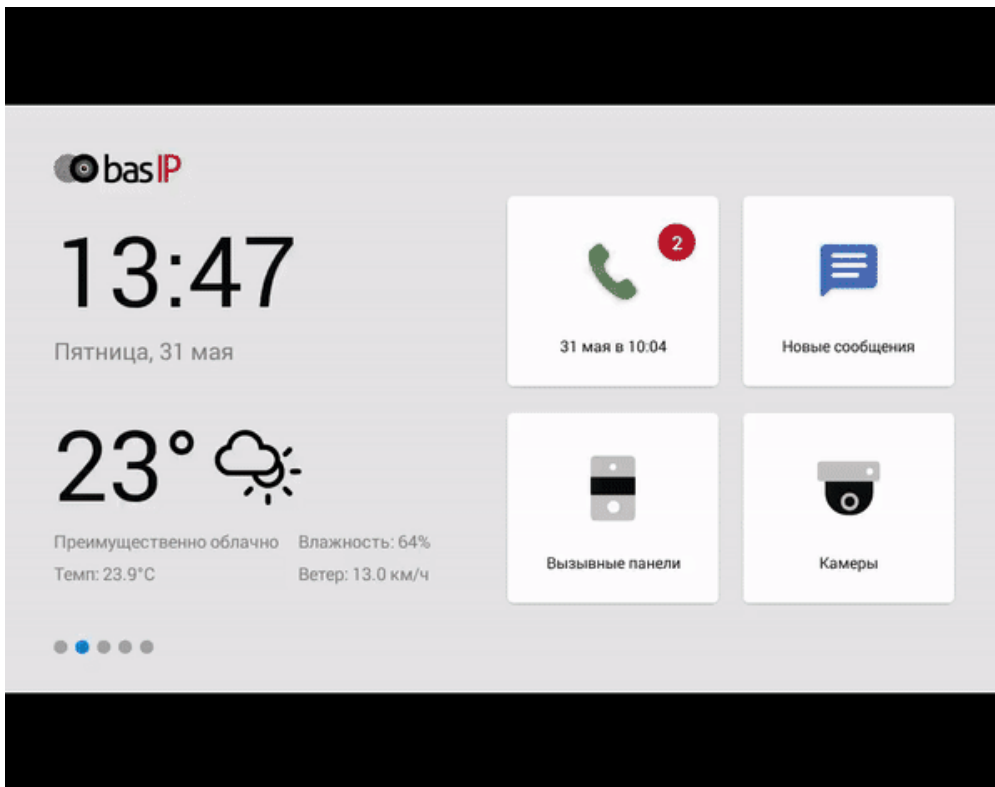 bas IP
13:47
Пятница, 31 мая
23°
Преимущественно облачно Влажность: 64%
Темп: 23.9°C Ветер: 13.0 км/ч
2
31 мая в 10:04
Новые сообщения
Вызывные панели
Камеры